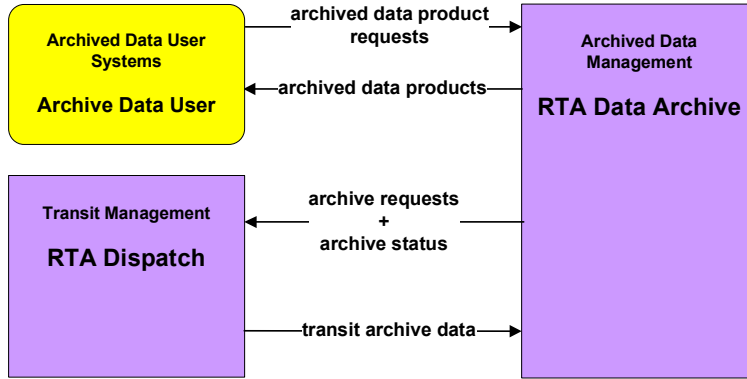 Archived Data User
Systems
Archive Data User
archived data product
requests
archived data products
Archived Data
Management
RTA Data Archive
Transit Management
RTA Dispatch
archive requests
+
archive status
transit archive data